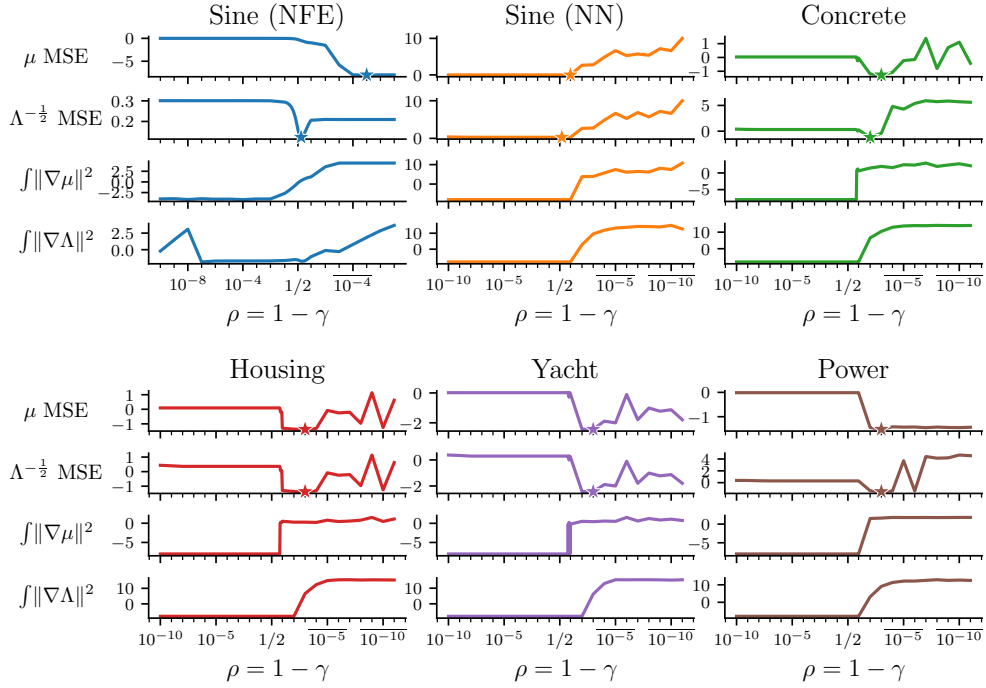 Sine (NFE) Sine (NN) Concrete
μ MSE 0 −5 10 0 1 −1
Λ^{−1/2} MSE 0.3 0.2 10 0 5 0
∫‖∇μ‖² 2.5 0.0 −2.5 10 0 0 −5
∫‖∇Λ‖² 2.5 0.0 10 0 10 0
10^{−8} 10^{−4} 1/2 \overline{10^{−4}} 10^{−10} 10^{−5} 1/2 \overline{10^{−5}} \overline{10^{−10}} 10^{−10} 10^{−5} 1/2 \overline{10^{−5}} \overline{10^{−10}}
ρ = 1 − γ ρ = 1 − γ ρ = 1 − γ
Housing Yacht Power
μ MSE 1 0 −1 0 −2 0 −1
Λ^{−1/2} MSE 1 0 −1 0 −2 4 2 0
∫‖∇μ‖² 0 −5 0 −5 0 −5
∫‖∇Λ‖² 10 0 10 0 10 0
10^{−10} 10^{−5} 1/2 \overline{10^{−5}} \overline{10^{−10}} 10^{−10} 10^{−5} 1/2 \overline{10^{−5}} \overline{10^{−10}} 10^{−10} 10^{−5} 1/2 \overline{10^{−5}} \overline{10^{−10}}
ρ = 1 − γ ρ = 1 − γ ρ = 1 − γ